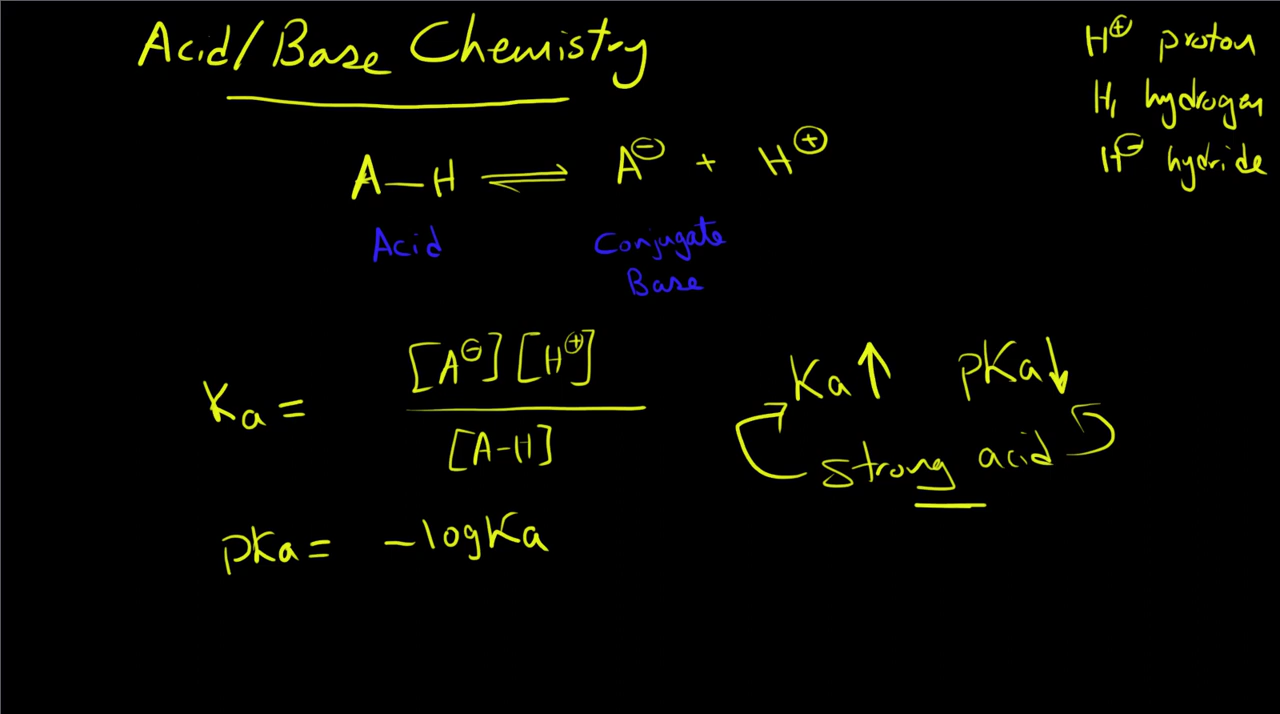 Acid/Base Chemistry
H⊕ proton
H, hydrogen
H⊖ hydride
A—H ⇌ A⊖ + H⊕
Acid
Conjugate
Base
Ka = [A⊖][H⊕] / [A-H]
Ka↑ pKa↓
strong acid
pKa = -logKa